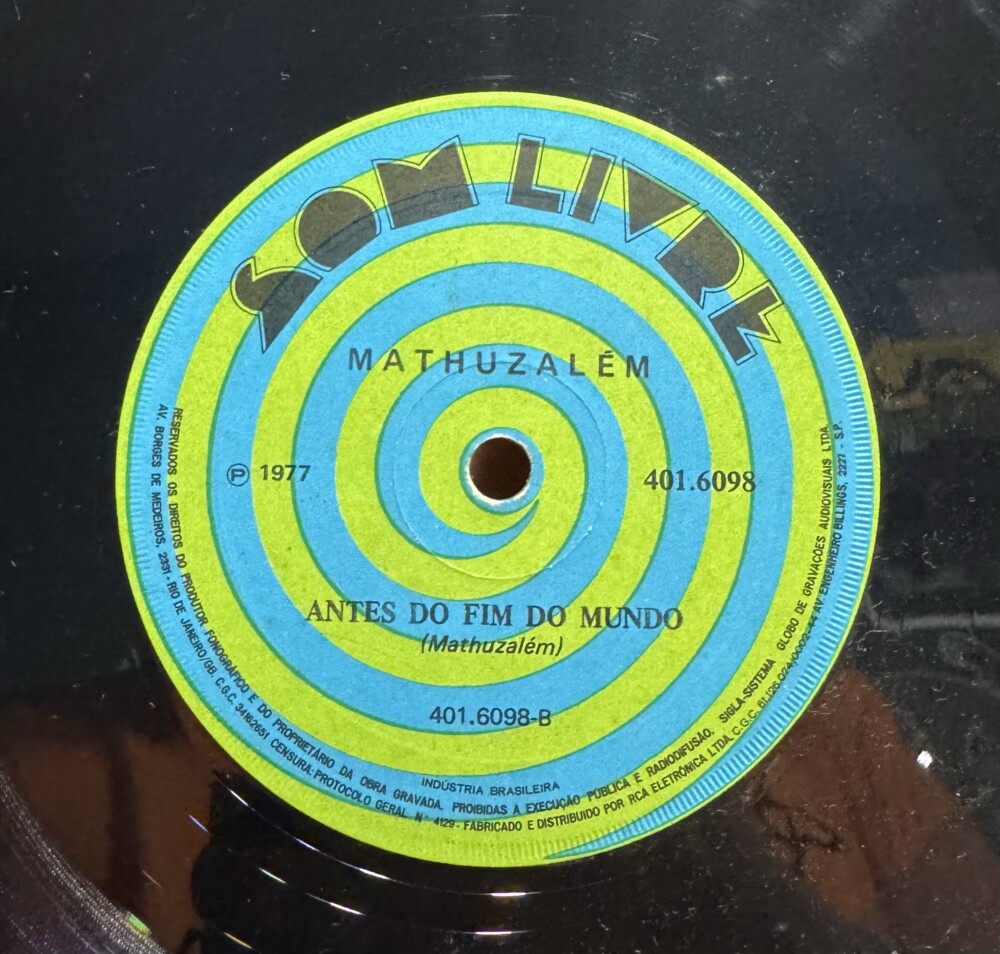 SOM LIVRE
MATHUZALÉM
Ⓟ 1977
401.6098
ANTES DO FIM DO MUNDO
(Mathuzalém)
401.6098-B
INDÚSTRIA BRASILEIRA
RESERVADOS OS DIREITOS DO PRODUTOR FONOGRÁFICO E DO PROPRIETÁRIO DA OBRA GRAVADA. PROIBIDAS A EXECUÇÃO PÚBLICA E RADIODIFUSÃO. SIGLA-SISTEMA GLOBO DE GRAVAÇÕES AUDIOVISUAIS LTDA.
AV. BORGES DE MEDEIROS, 2331 - RIO DE JANEIRO/GB. C.G.C. 34162651 CENSURA: PROTOCOLO GERAL N° 4129 - FABRICADO E DISTRIBUIDO POR RCA ELETRÔNICA LTDA. C.G.C. AV. ENGENHEIRO BILLINGS, 2227 - S.P.